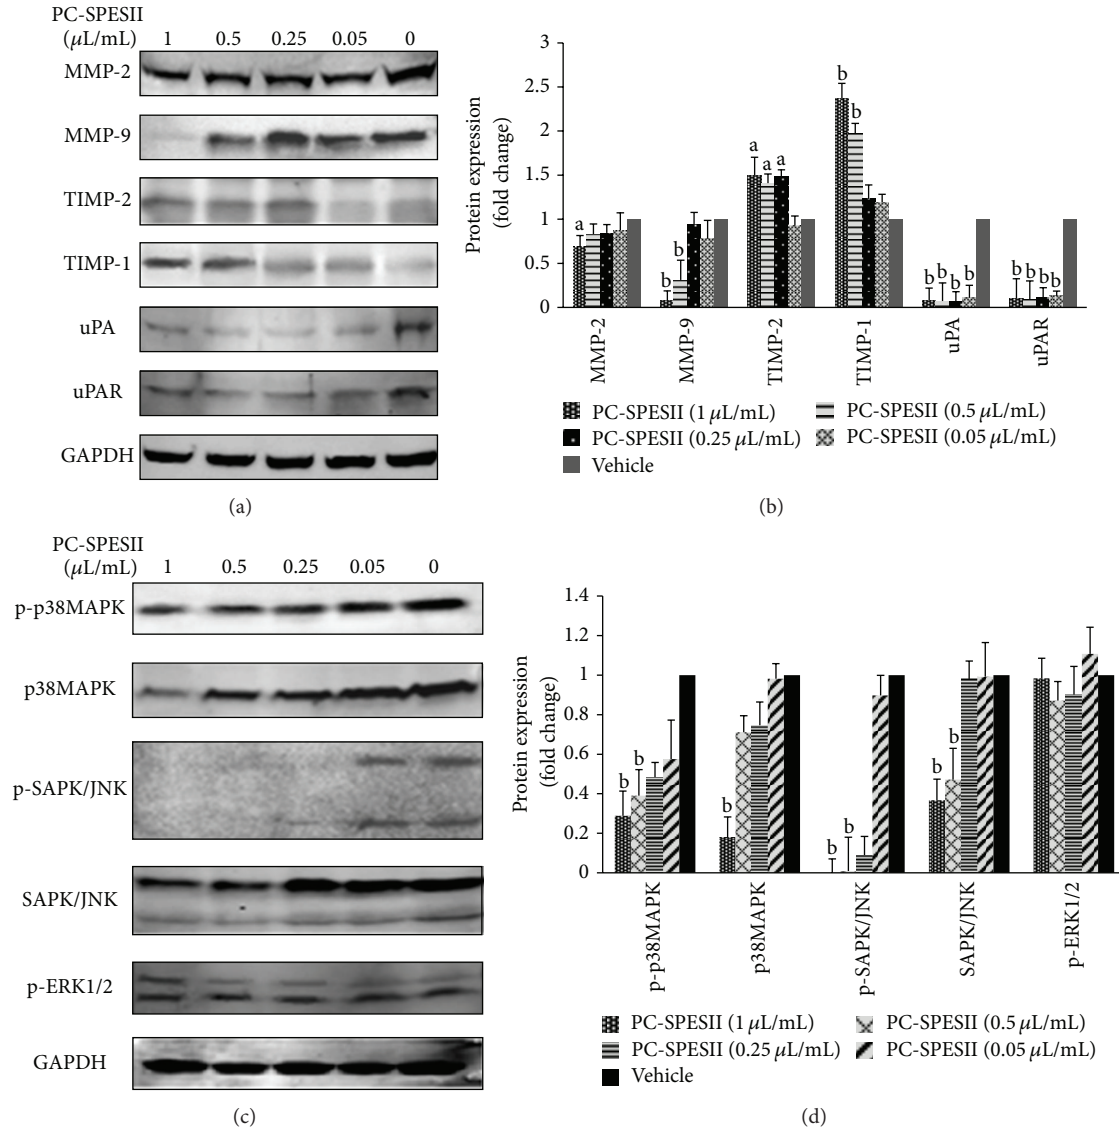 PC-SPESII
(μL/mL) 1 0.5 0.25 0.05 0
MMP-2
MMP-9
TIMP-2
TIMP-1
uPA
uPAR
GAPDH
(a)
Protein expression
(fold change)
3
2.5
2
1.5
1
0.5
0
a
b b
a a a
b b
b b b b
b b b b
MMP-2
MMP-9
TIMP-2
TIMP-1
uPA
uPAR
PC-SPESII (1 μL/mL)
PC-SPESII (0.5 μL/mL)
PC-SPESII (0.25 μL/mL)
PC-SPESII (0.05 μL/mL)
Vehicle
(b)
PC-SPESII
(μL/mL) 1 0.5 0.25 0.05 0
p-p38MAPK
p38MAPK
p-SAPK/JNK
SAPK/JNK
p-ERK1/2
GAPDH
(c)
Protein expression
(fold change)
1.4
1.2
1
0.8
0.6
0.4
0.2
0
b b
b
b b
b b
p-p38MAPK
p38MAPK
p-SAPK/JNK
SAPK/JNK
p-ERK1/2
PC-SPESII (1 μL/mL)
PC-SPESII (0.5 μL/mL)
PC-SPESII (0.25 μL/mL)
PC-SPESII (0.05 μL/mL)
Vehicle
(d)